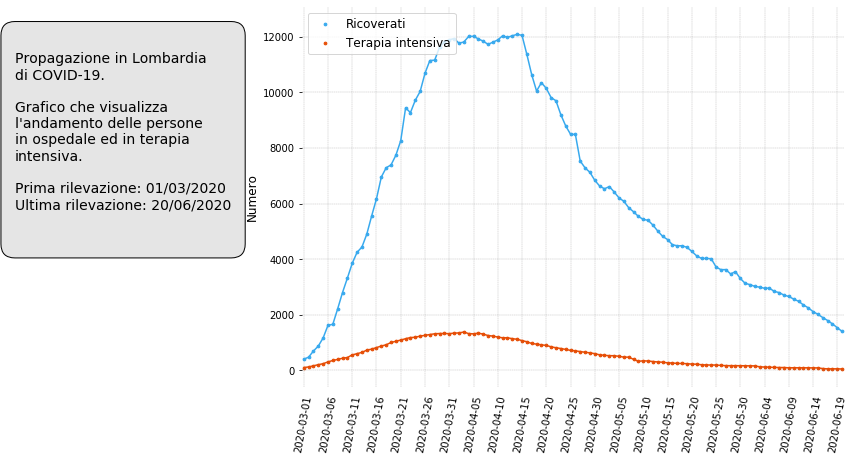 Propagazione in Lombardia
di COVID-19.
Grafico che visualizza
l'andamento delle persone
in ospedale ed in terapia
intensiva.
Prima rilevazione: 01/03/2020
Ultima rilevazione: 20/06/2020
Ricoverati
Terapia intensiva
Numero
12000
10000
8000
6000
4000
2000
0
2020-03-01
2020-03-06
2020-03-11
2020-03-16
2020-03-21
2020-03-26
2020-03-31
2020-04-05
2020-04-10
2020-04-15
2020-04-20
2020-04-25
2020-04-30
2020-05-05
2020-05-10
2020-05-15
2020-05-20
2020-05-25
2020-05-30
2020-06-04
2020-06-09
2020-06-14
2020-06-19